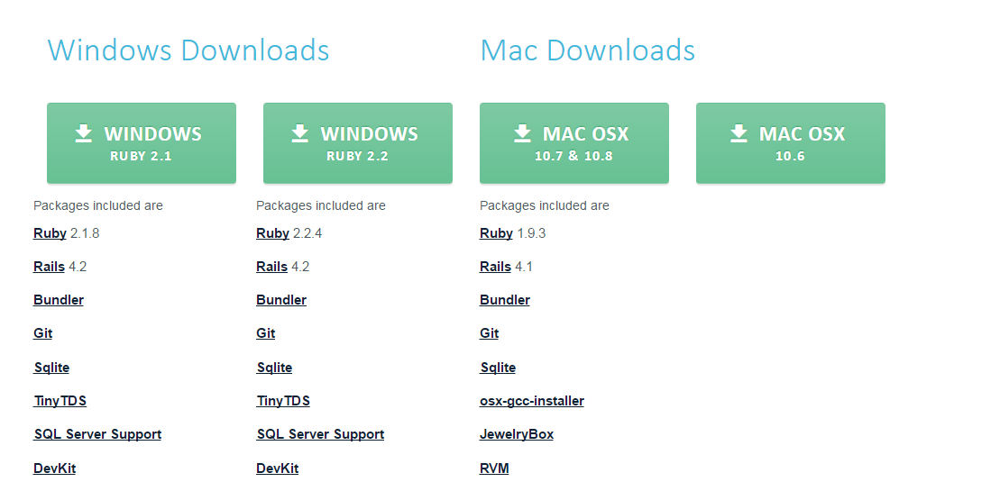 Windows Downloads
Mac Downloads
WINDOWS
RUBY 2.1
WINDOWS
RUBY 2.2
MAC OSX
10.7 & 10.8
MAC OSX
10.6
Packages included are
Ruby 2.1.8
Rails 4.2
Bundler
Git
Sqlite
TinyTDS
SQL Server Support
DevKit
Packages included are
Ruby 2.2.4
Rails 4.2
Bundler
Git
Sqlite
TinyTDS
SQL Server Support
DevKit
Packages included are
Ruby 1.9.3
Rails 4.1
Bundler
Git
Sqlite
osx-gcc-installer
JewelryBox
RVM